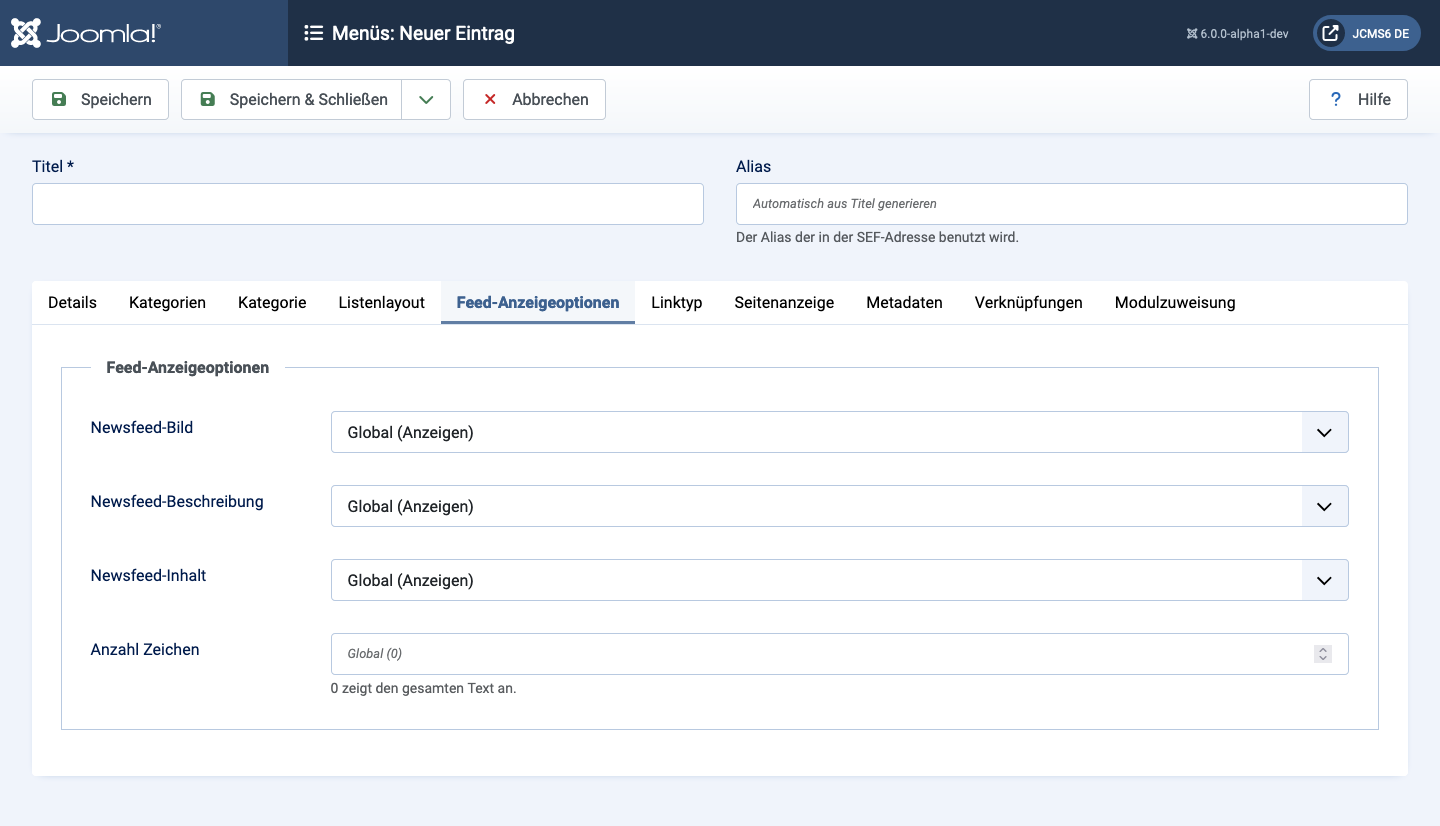 Joomla!®
Menüs: Neuer Eintrag
6.0.0-alpha1-dev
JCMS6 DE
Speichern
Speichern & Schließen
Abbrechen
? Hilfe
Titel *
Alias
Automatisch aus Titel generieren
Der Alias der in der SEF-Adresse benutzt wird.
Details Kategorien Kategorie Listenlayout Feed-Anzeigeoptionen Linktyp Seitenanzeige Metadaten Verknüpfungen Modulzuweisung
Feed-Anzeigeoptionen
Newsfeed-Bild
Global (Anzeigen)
Newsfeed-Beschreibung
Global (Anzeigen)
Newsfeed-Inhalt
Global (Anzeigen)
Anzahl Zeichen
Global (0)
0 zeigt den gesamten Text an.